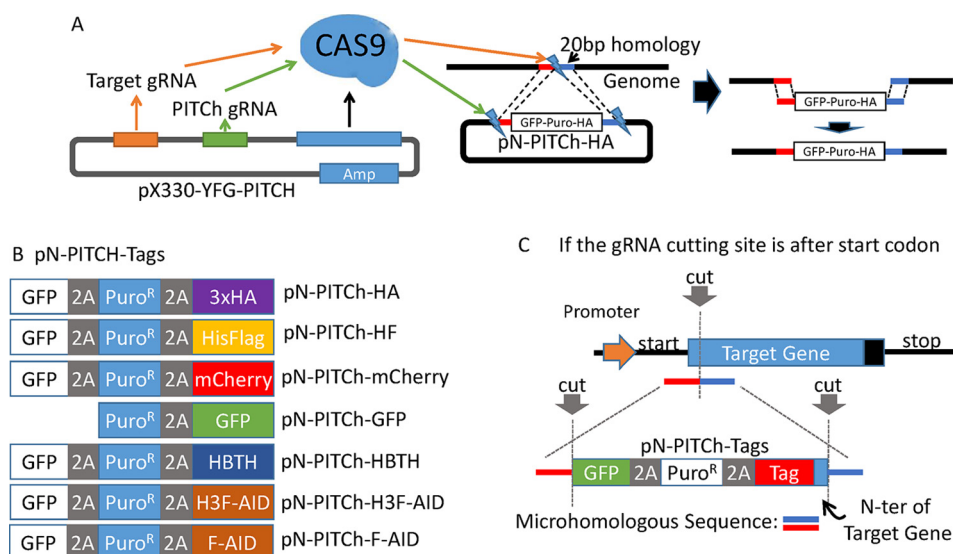 A
CAS9
20bp homology
Target gRNA
Genome
PITCh gRNA
GFP-Puro-HA
GFP-Puro-HA
pN-PITCh-HA
GFP-Puro-HA
Amp
pX330-YFG-PITCH
B pN-PITCH-Tags
GFP 2A Puroᴿ 2A 3xHA pN-PITCh-HA
GFP 2A Puroᴿ 2A HisFlag pN-PITCh-HF
GFP 2A Puroᴿ 2A mCherry pN-PITCh-mCherry
Puroᴿ 2A GFP pN-PITCh-GFP
GFP 2A Puroᴿ 2A HBTH pN-PITCh-HBTH
GFP 2A Puroᴿ 2A H3F-AID pN-PITCh-H3F-AID
GFP 2A Puroᴿ 2A F-AID pN-PITCh-F-AID
C If the gRNA cutting site is after start codon
cut
Promoter
start Target Gene stop
cut cut
pN-PITCh-Tags
GFP 2A Puroᴿ 2A Tag
Microhomologous Sequence:
N-ter of
Target Gene